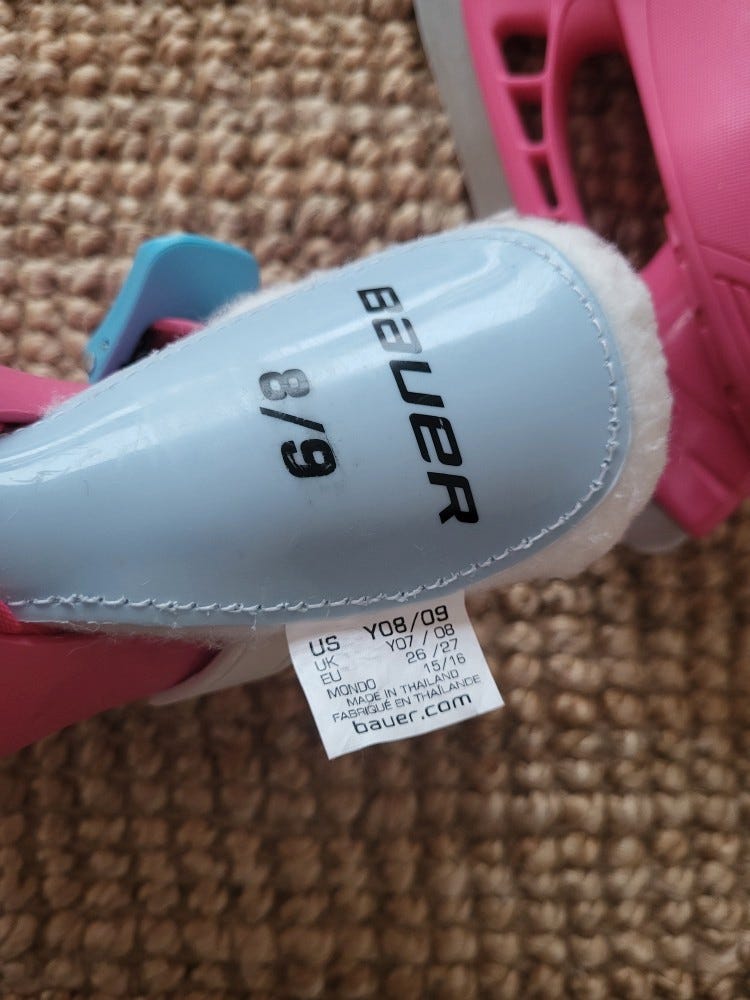 BAUER
8/9
US Y08/09
UK Y07 / 08
EU 26 /27
MONDO 15/16
MADE IN THAILAND
FABRIQUÉ EN THAÏLANDE
bauer.com